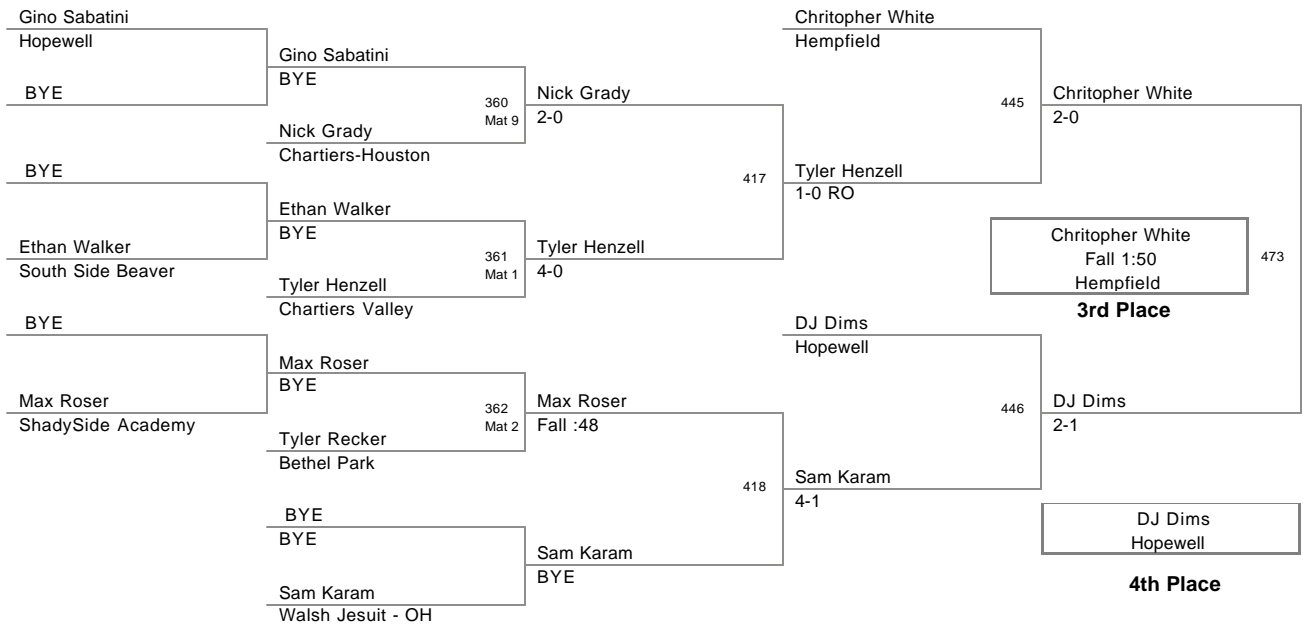 Gino Sabatini
Hopewell
BYE
BYE
Ethan Walker
South Side Beaver
BYE
Max Roser
ShadySide Academy
Gino Sabatini
BYE
360
Mat 9
Nick Grady
Chartiers-Houston
Ethan Walker
BYE
361
Mat 1
Tyler Henzell
Chartiers Valley
Max Roser
BYE
362
Mat 2
Tyler Recker
Bethel Park
BYE
BYE
Sam Karam
Walsh Jesuit - OH
Nick Grady
2-0
417
Tyler Henzell
4-0
Max Roser
Fall :48
418
Sam Karam
BYE
Chritopher White
Hempfield
445
Tyler Henzell
1-0 RO
DJ Dims
Hopewell
446
Sam Karam
4-1
Chritopher White
2-0
Chritopher White
Fall 1:50
Hempfield
473
3rd Place
DJ Dims
2-1
DJ Dims
Hopewell
4th Place